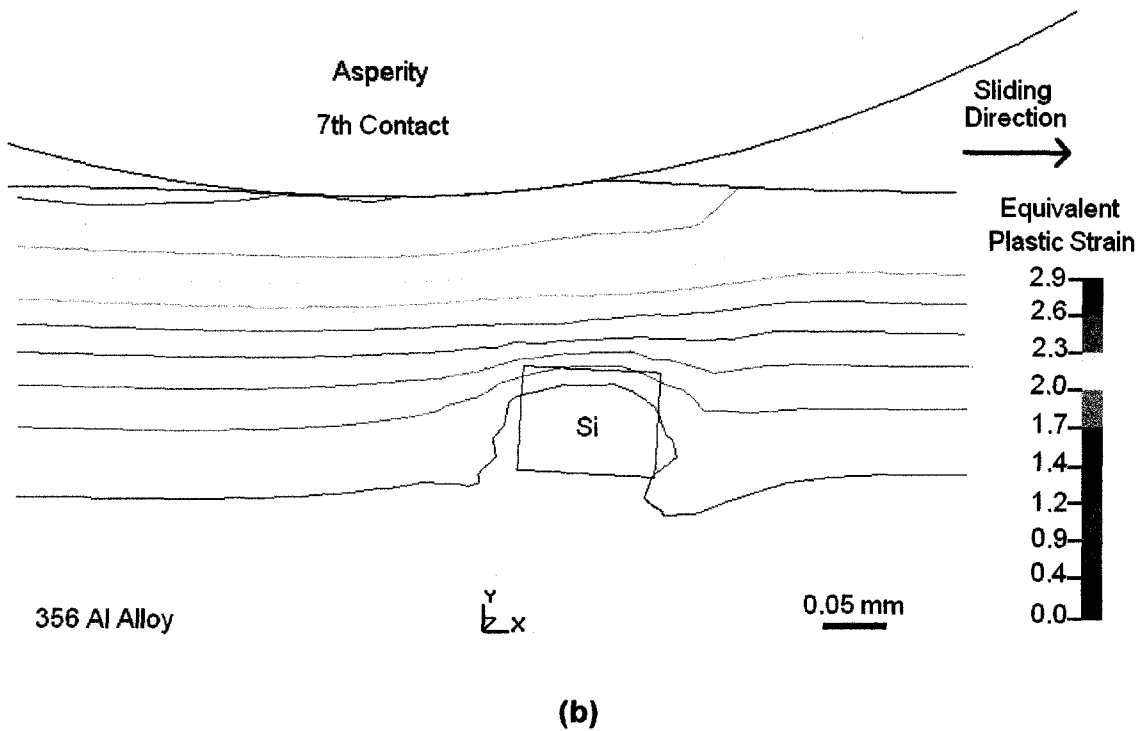 Asperity
7th Contact
Sliding
Direction
Equivalent
Plastic Strain
2.9
2.6
2.3
2.0
1.7
1.4
1.2
0.9
0.4
0.0
Si
356 Al Alloy
Y
Z X
0.05 mm
(b)